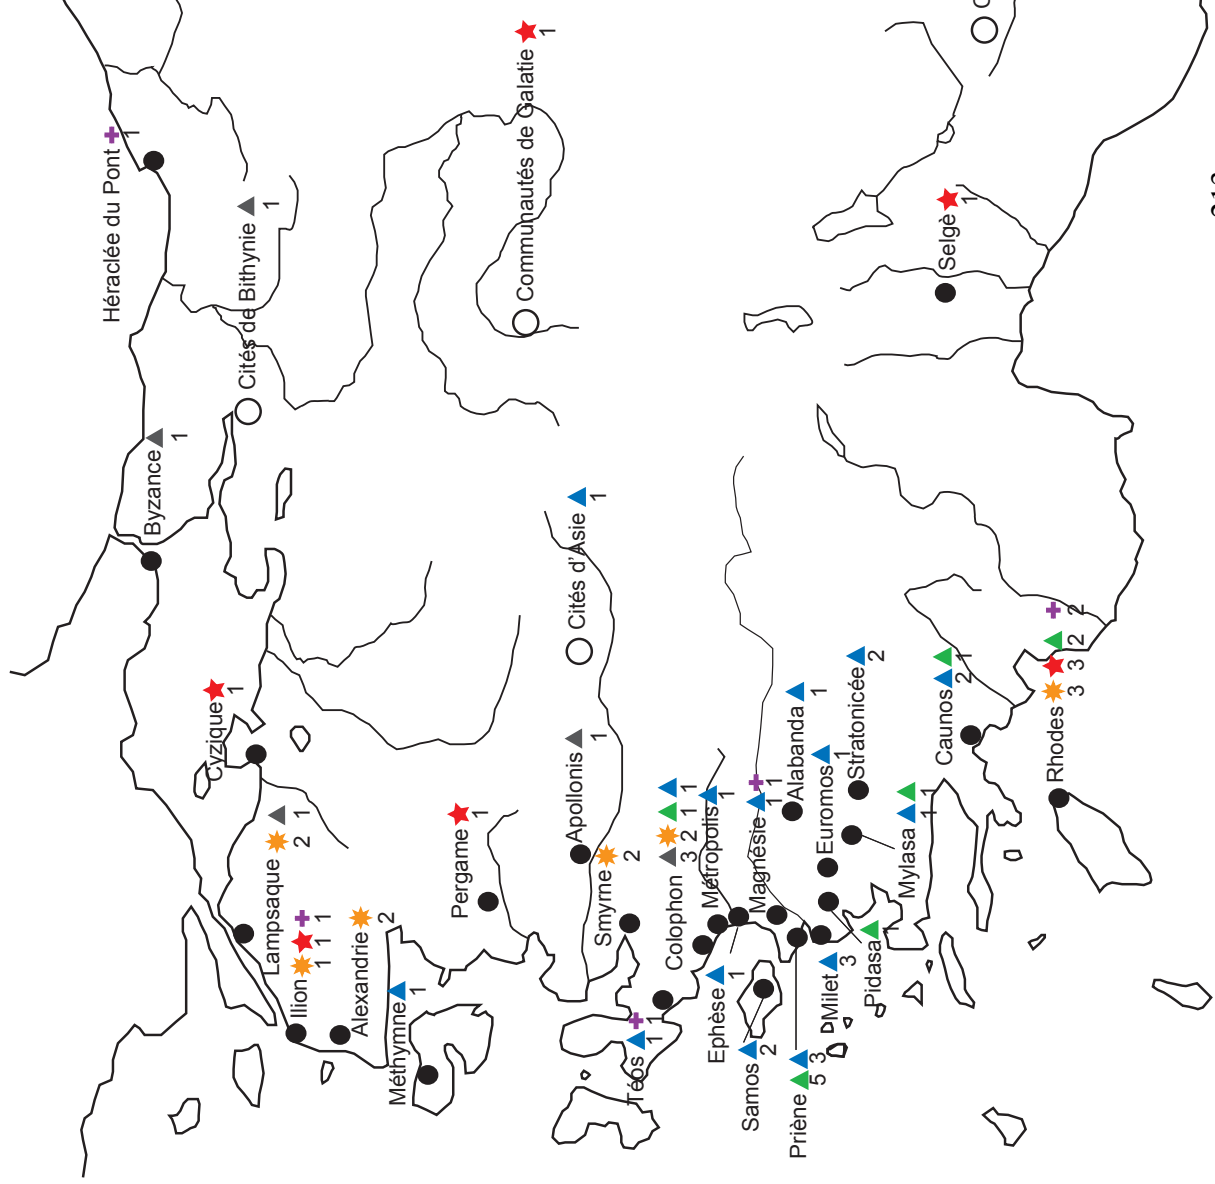 Héraclée du Pont
1
Byzance
1
Cités de Bithynie
1
Cyzique
1
Lampsaque
2 1
Ilion
1 1 1
Alexandrie
2
Méthymne
1
Pergame
1
Communautés de Galatie
1
Cités d'Asie
1
Apollonis
1
Smyrne
2
Téos
1 1
Colophon
3 2 1 1
Métropolis
1
Ephèse
1
Magnésie
1 1
Samos
2
Priène
5 3
Alabanda
1
Euromos
1
Milet
3
Stratonicée
2
Pidasa
1
Mylasa
1 1
Caunos
2 1
Selgè
1
Rhodes
3 3 2 2